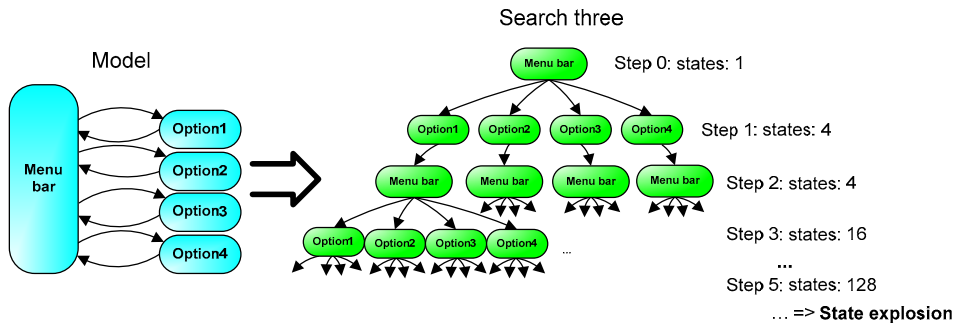 Search three
Model
Menu bar
Step 0: states: 1
Option1
Option2
Option3
Option4
Step 1: states: 4
Menu
bar
Option1
Option2
Option3
Option4
Menu bar
Menu bar
Menu bar
Menu bar
Step 2: states: 4
Option1
Option2
Option3
Option4
...
Step 3: states: 16
...
Step 5: states: 128
... => State explosion